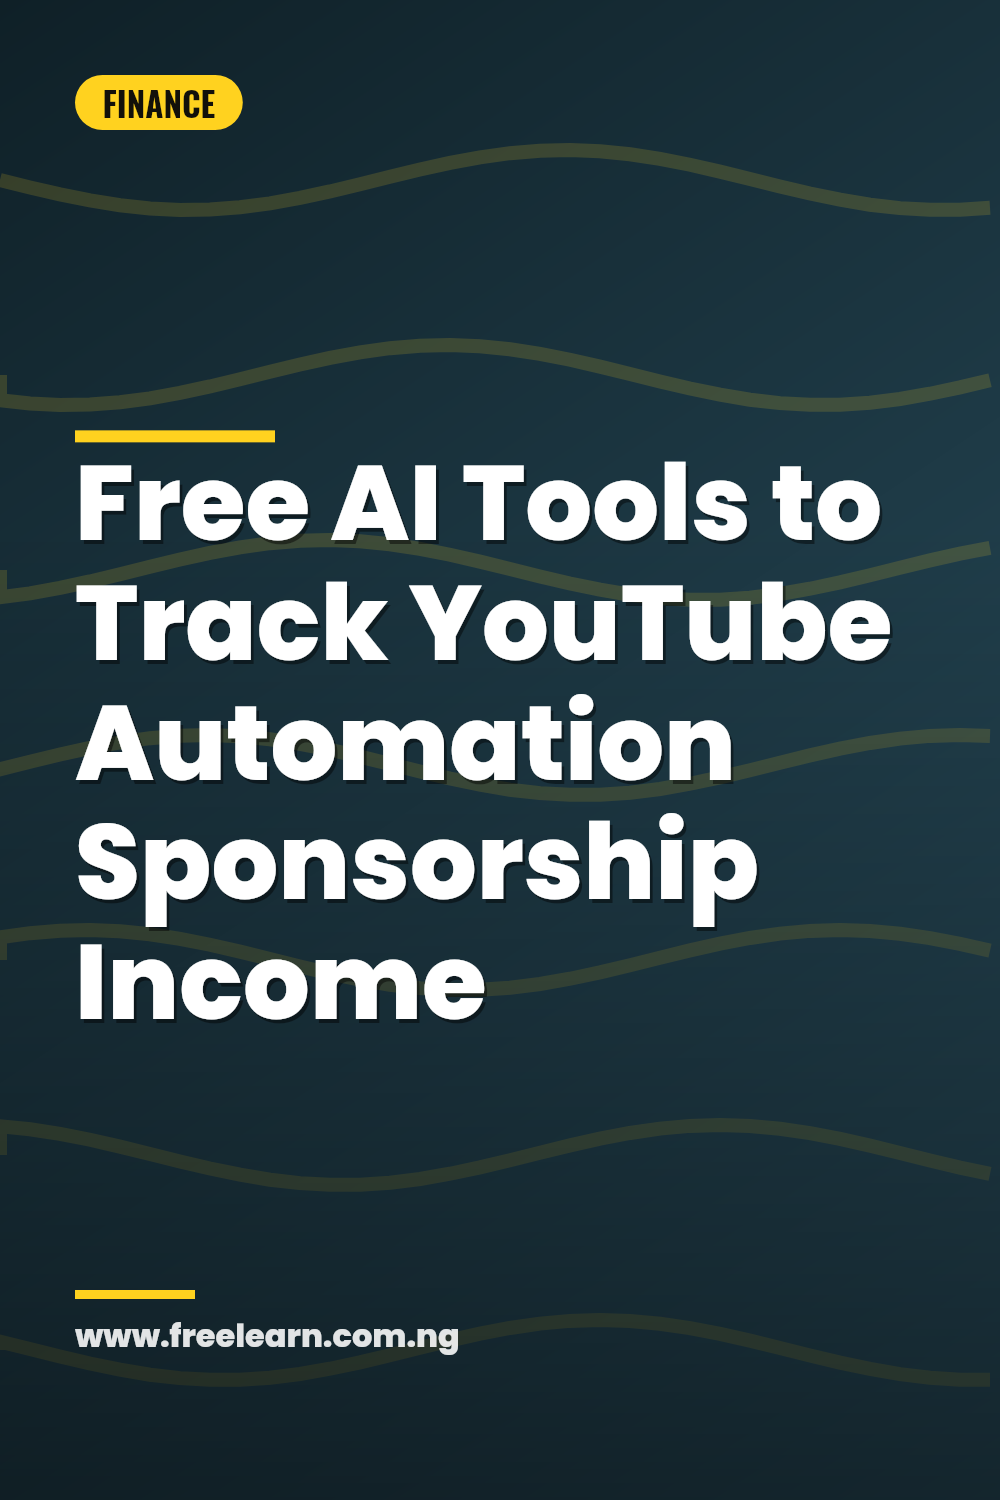 FINANCE
Free AI Tools to
Track YouTube
Automation
Sponsorship
Income
www.freelearn.com.ng